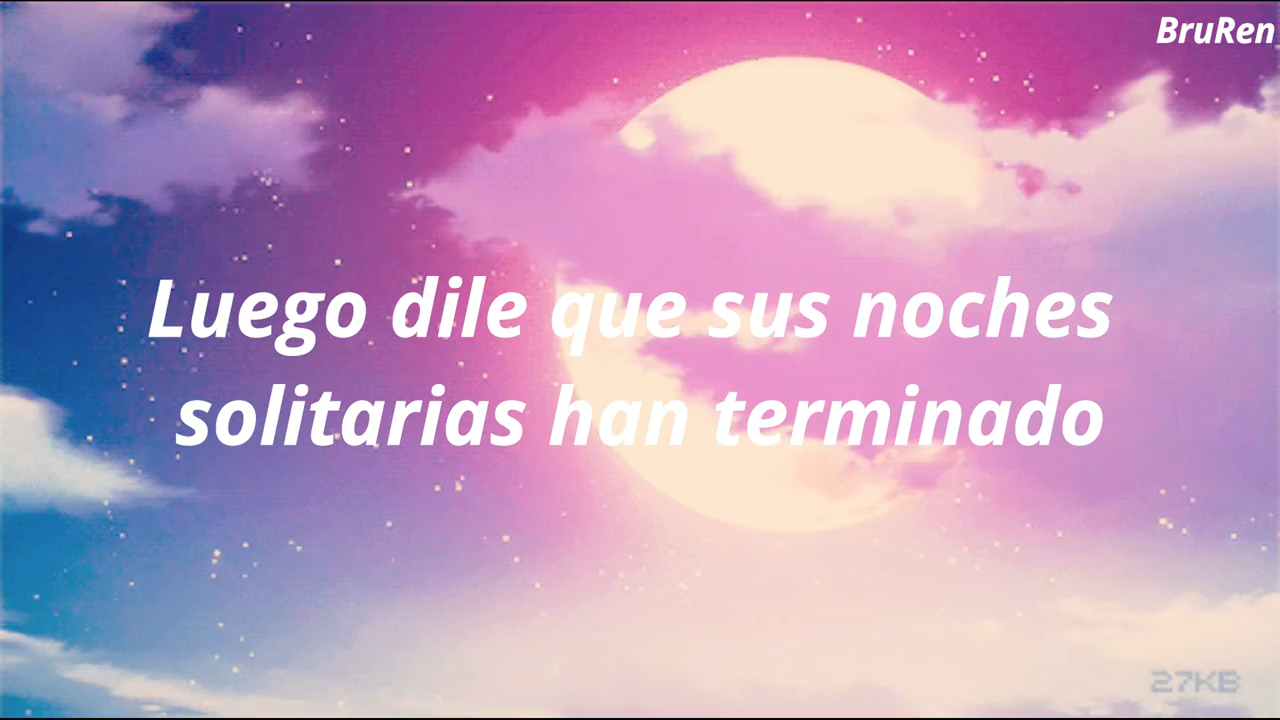 BruRen
Luego dile que sus noches
solitarias han terminado
27KB